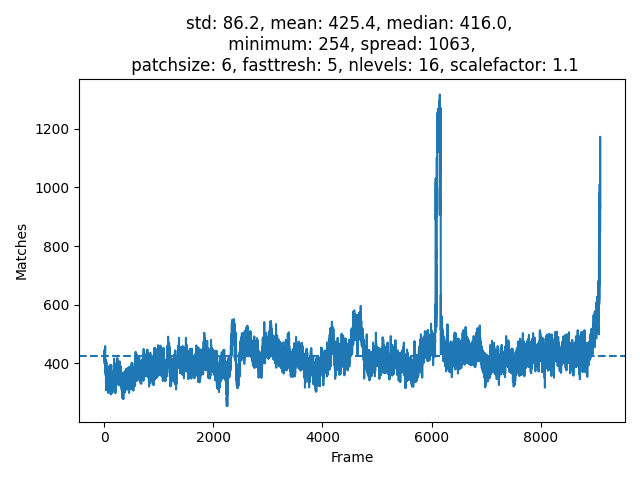 std: 86.2, mean: 425.4, median: 416.0,
minimum: 254, spread: 1063,
patchsize: 6, fasttresh: 5, nlevels: 16, scalefactor: 1.1
1200
1000
800
600
400
Matches
0 2000 4000 6000 8000
Frame